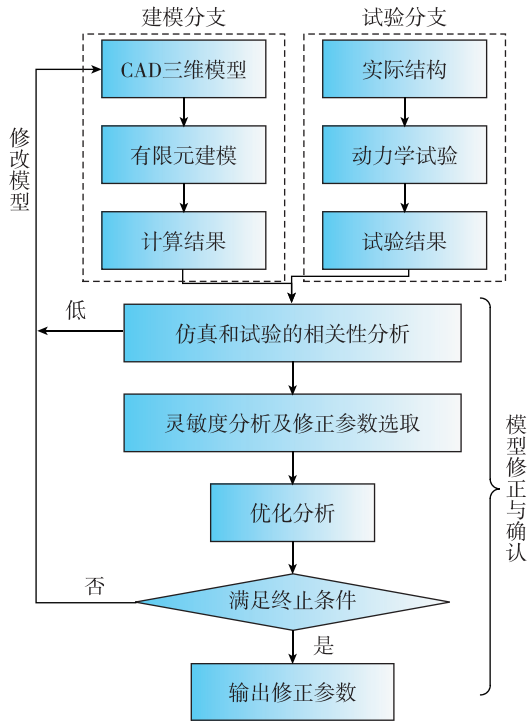 建模分支
试验分支
CAD三维模型
实际结构
有限元建模
动力学试验
计算结果
试验结果
修改模型
低
仿真和试验的相关性分析
灵敏度分析及修正参数选取
优化分析
模型修正与确认
否
满足终止条件
是
输出修正参数